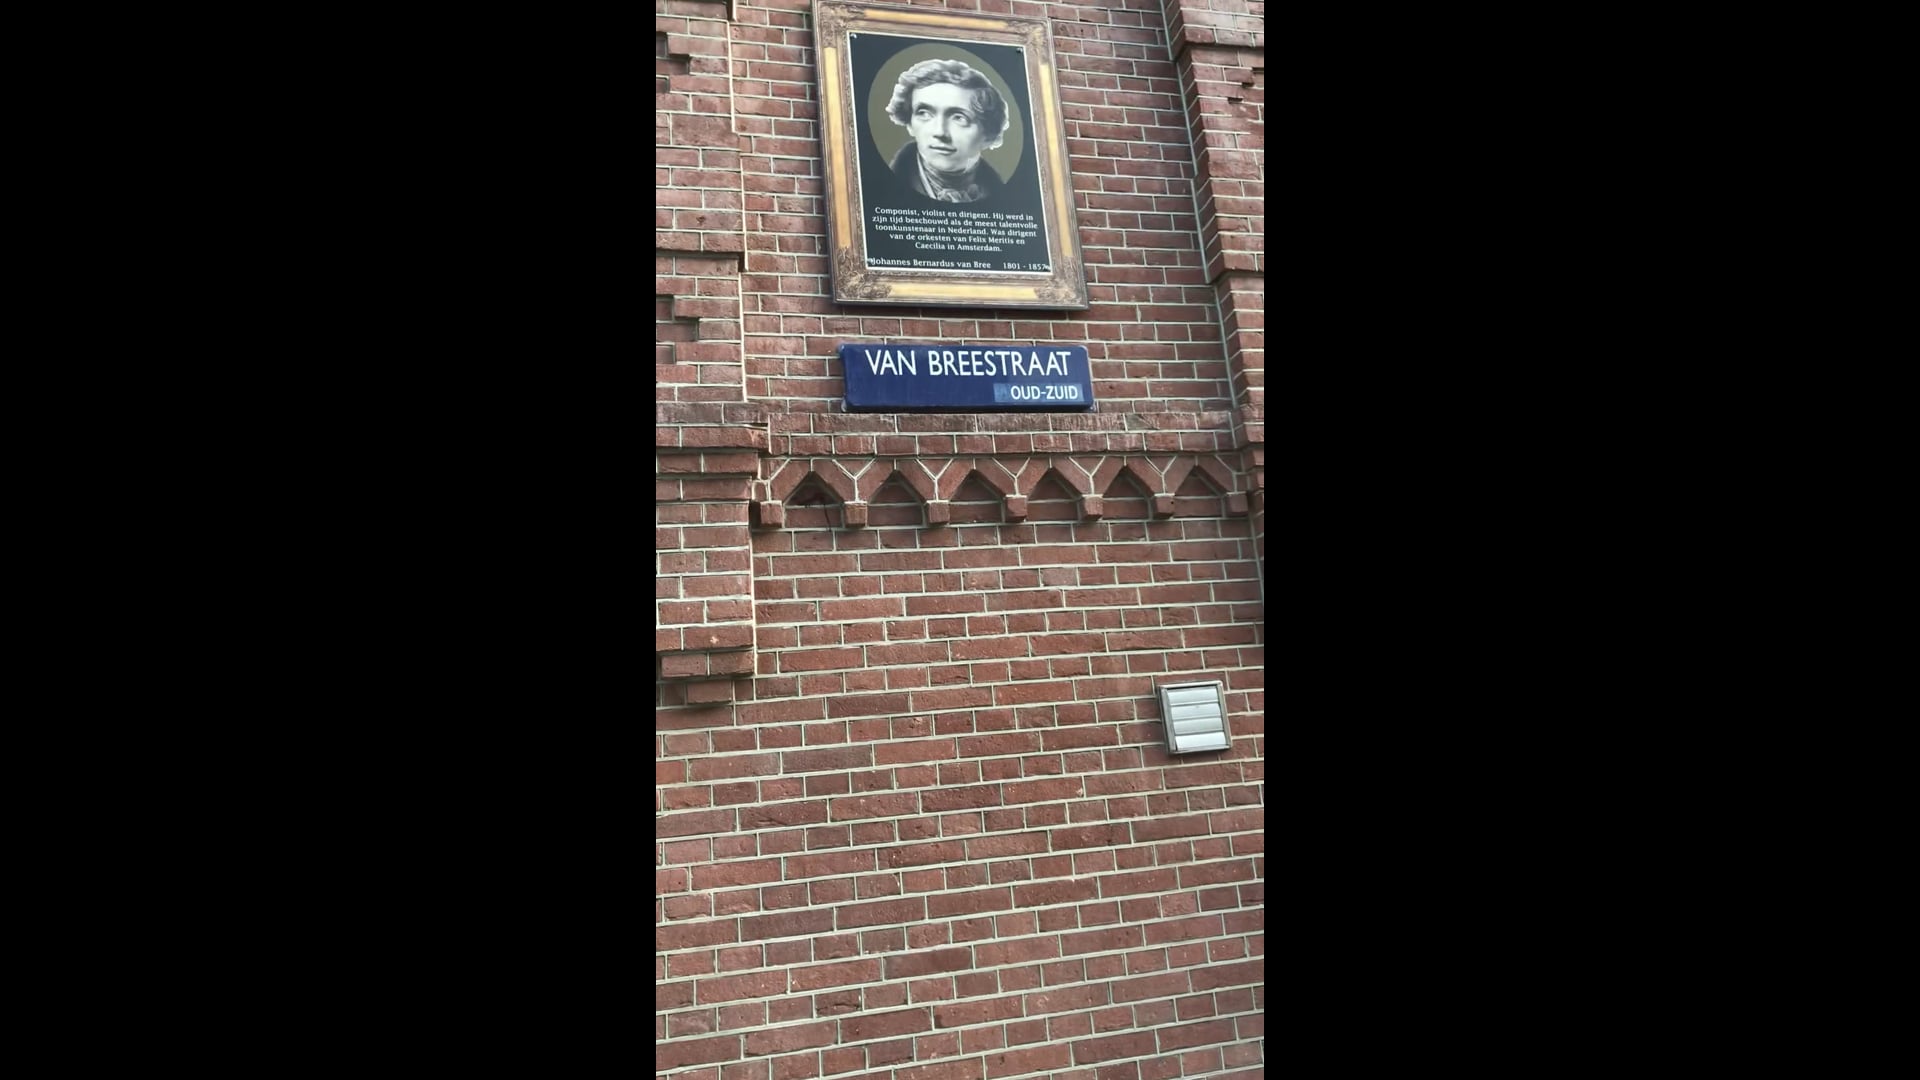 Componist, violist en dirigent. Hij werd in
zijn tijd beschouwd als de meest talentvolle
toonkunstenaar in Nederland. Was dirigent
van de orkesten van Felix Meritis en
Caecilia in Amsterdam.
Johannes Bernardus van Bree 1801 - 1857
VAN BREESTRAAT
OUD-ZUID